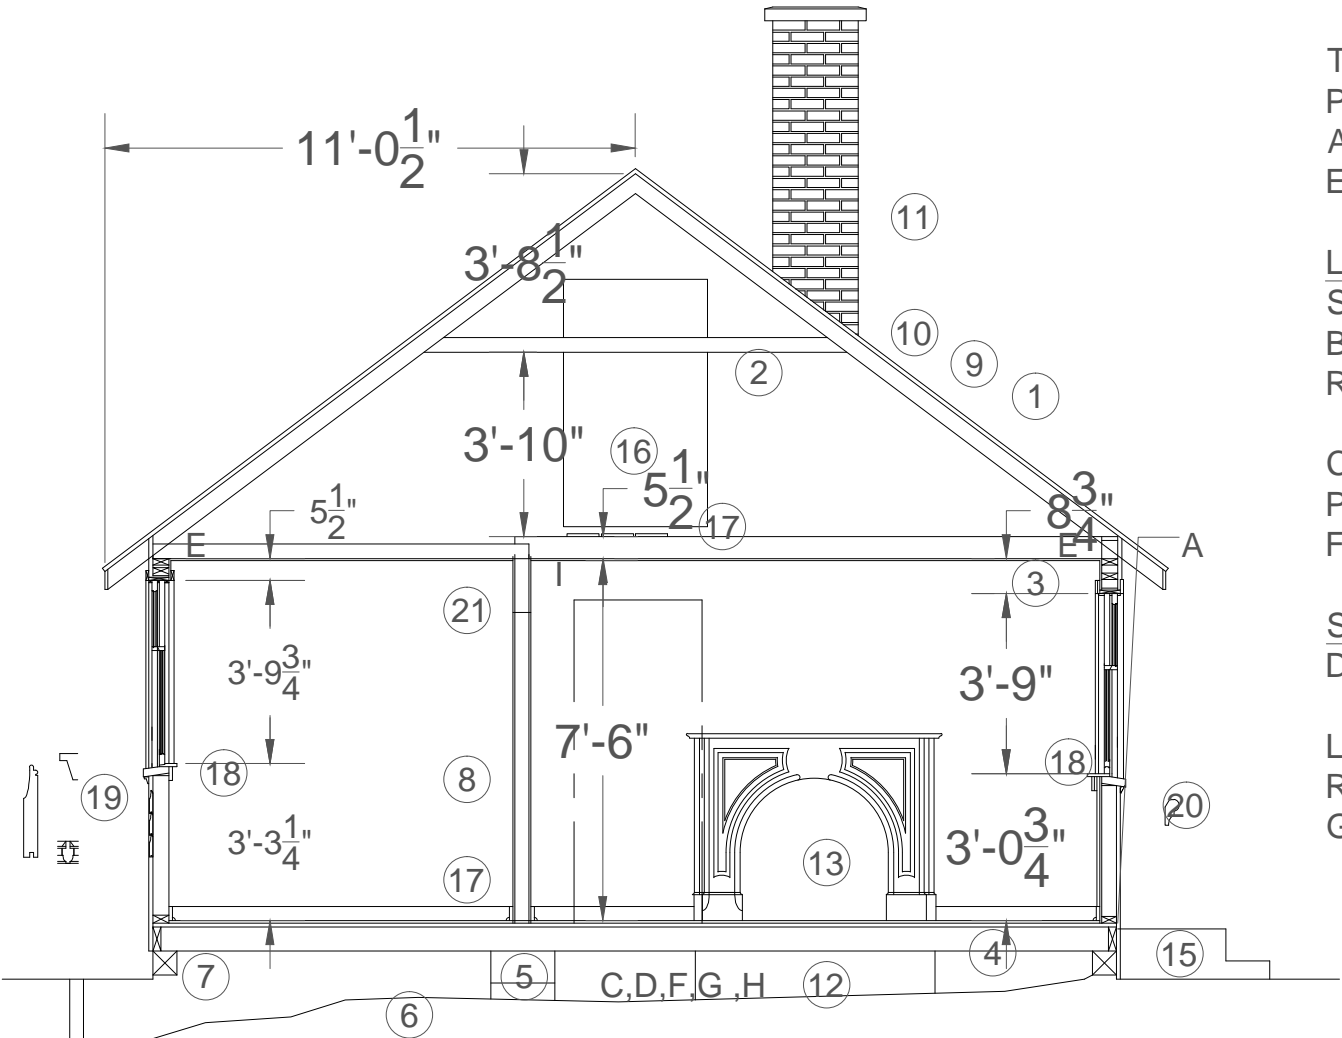 11'-0 1/2"
3'-8 1/2"
11
10
9
2
1
3'-10"
16
5 1/2"
5 1/2"
17
8 3/4"
E
E
A
I
3
21
3'-9 3/4"
3'-9"
7'-6"
18
18
19
8
20
3'-3 1/4"
3'-0 3/4"
13
17
7
5
C,D,F,G ,H
12
4
15
6
T
P
A
E
L
S
B
R
C
P
F
S
D
L
R
G